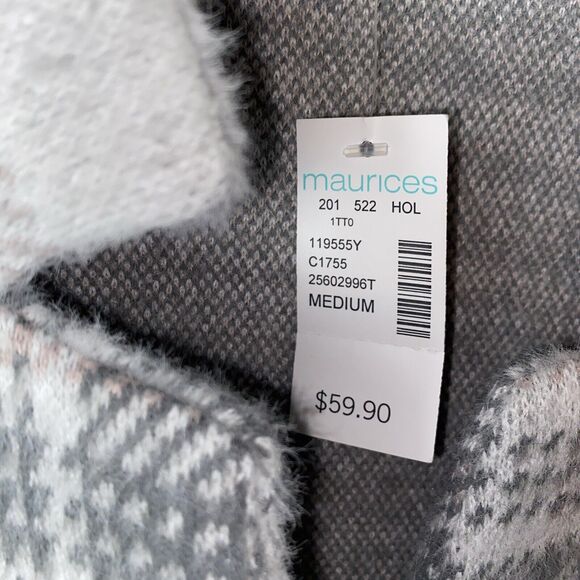 maurices
201 522 HOL
1TT0
119555Y
C1755
25602996T
MEDIUM
$59.90